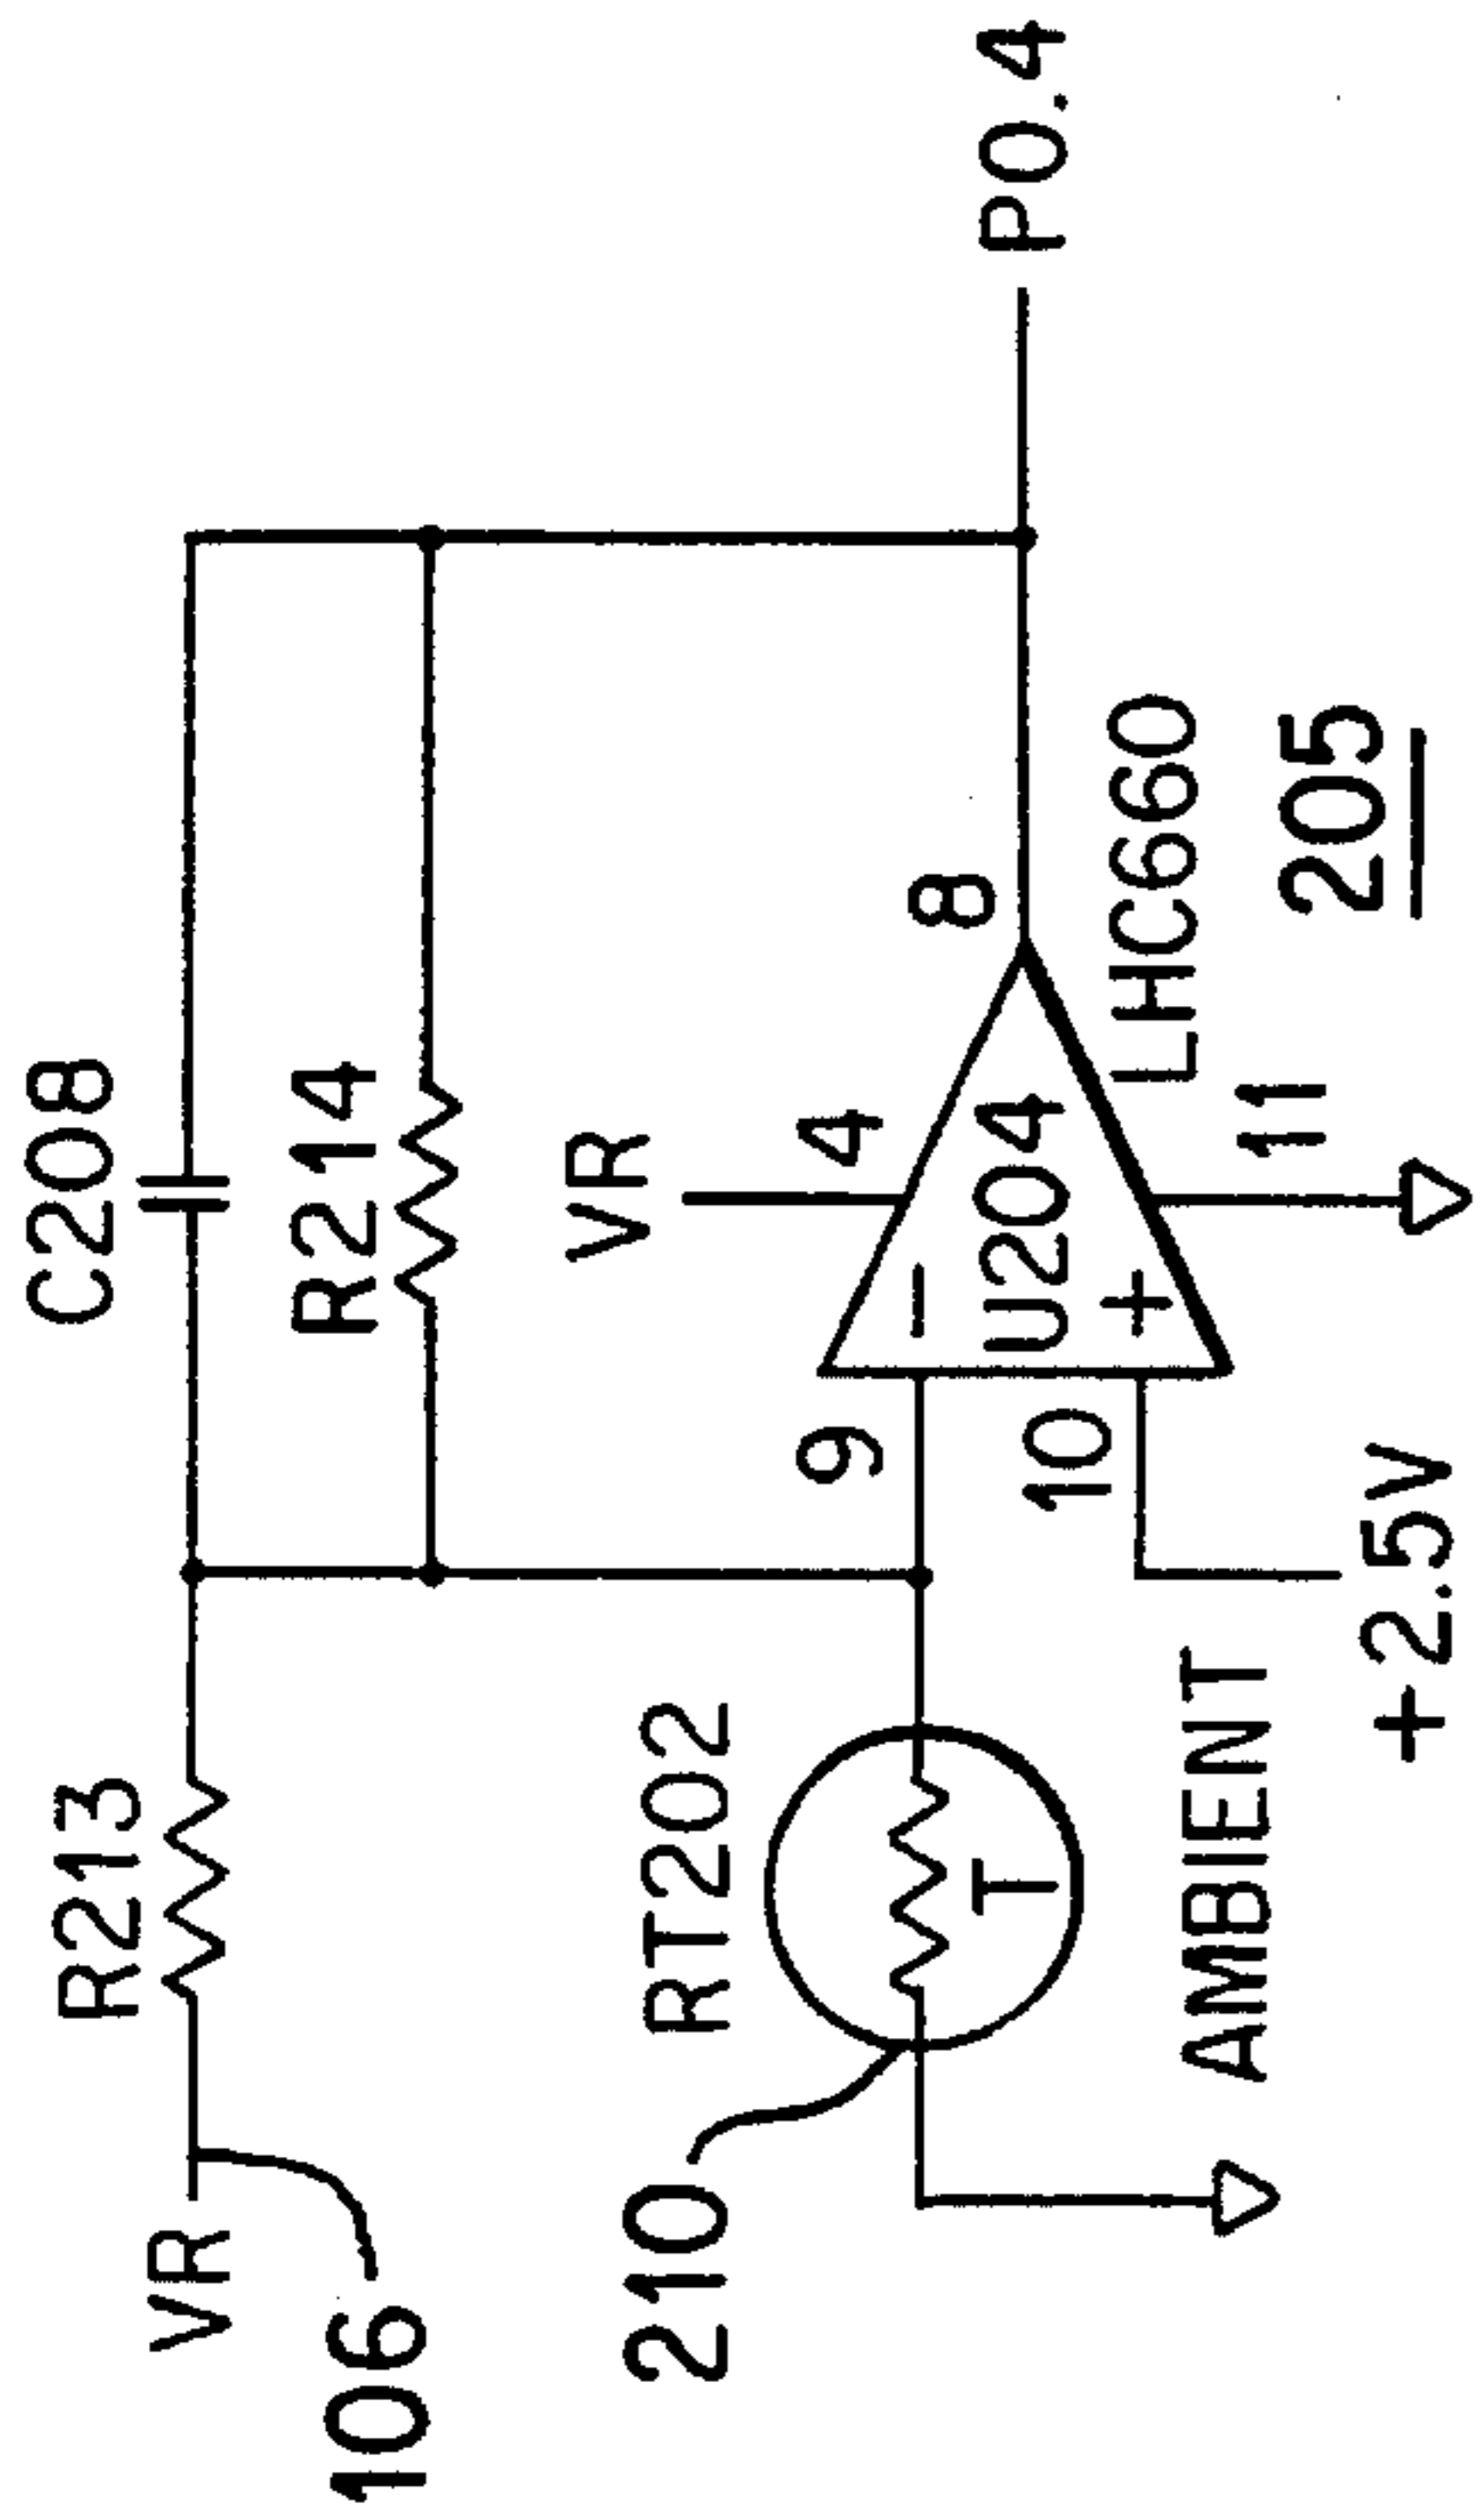 C208
R213
R214
VR
106
VR
4
P0.4
RT202
9
8
210
U204
T
10
LHC660
11
AMBIENT
205
+2.5V